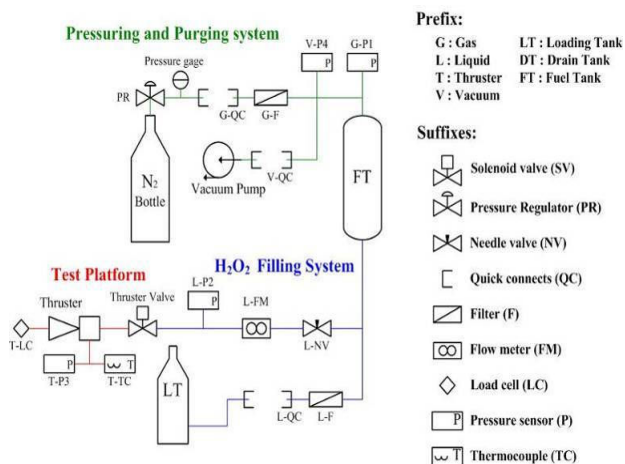 Pressuring and Purging system
V-P4
G-P1
P
P
Pressure gage
PR
G-QC
G-F
N2
Bottle
Vacuum Pump
V-QC
FT
H2O2 Filling System
Test Platform
Thruster
Thruster Valve
L-P2
P
L-FM
L-NV
T-LC
P
T
T-P3
T-TC
LT
L-QC
L-F
Prefix:
G : Gas
LT : Loading Tank
L : Liquid
DT : Drain Tank
T : Thruster
FT : Fuel Tank
V : Vacuum
Suffixes:
Solenoid valve (SV)
Pressure Regulator (PR)
Needle valve (NV)
Quick connects (QC)
Filter (F)
Flow meter (FM)
Load cell (LC)
P
Pressure sensor (P)
T
Thermocouple (TC)